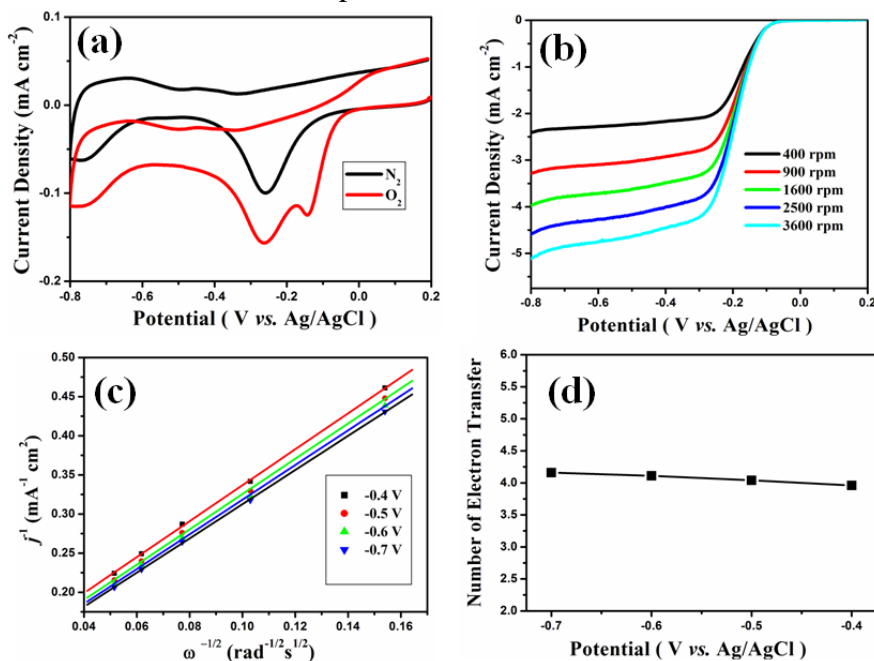 (a)
0.1
0.0
-0.1
-0.2
Current Density (mA cm-2)
N2
O2
-0.8 -0.6 -0.4 -0.2 0.0 0.2
Potential ( V vs. Ag/AgCl )
(b)
0
-1
-2
-3
-4
-5
Current Density (mA cm-2)
400 rpm
900 rpm
1600 rpm
2500 rpm
3600 rpm
-0.8 -0.6 -0.4 -0.2 0.0 0.2
Potential ( V vs. Ag/AgCl )
(c)
0.50
0.45
0.40
0.35
0.30
0.25
0.20
j-1 (mA-1 cm2)
-0.4 V
-0.5 V
-0.6 V
-0.7 V
0.04 0.06 0.08 0.10 0.12 0.14 0.16
ω -1/2 (rad-1/2s1/2)
(d)
6.0
5.5
5.0
4.5
4.0
3.5
3.0
2.5
2.0
Number of Electron Transfer
-0.7 -0.6 -0.5 -0.4
Potential (V vs. Ag/AgCl)